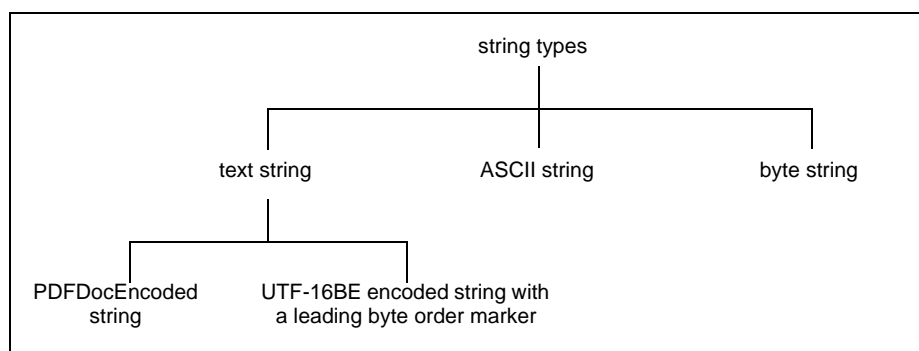 string types
text string
ASCII string
byte string
PDFDocEncoded
string
UTF-16BE encoded string with
a leading byte order marker